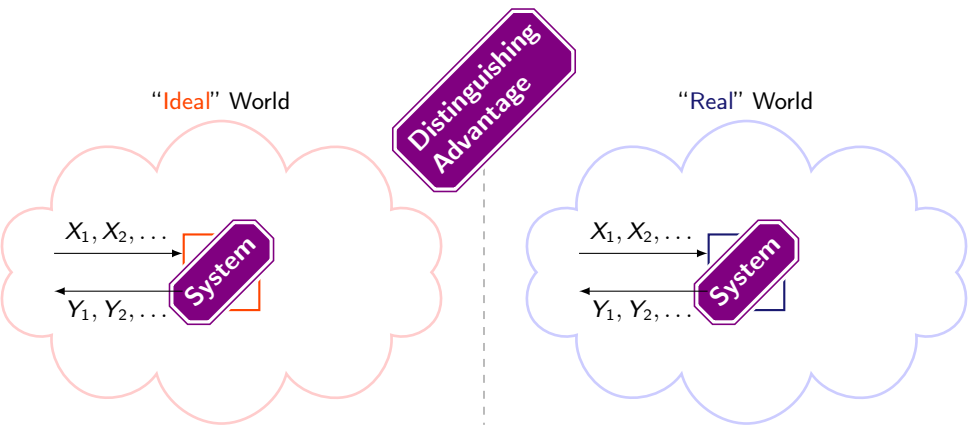 Distinguishing
Advantage
“Ideal” World
“Real” World
X₁, X₂, . . .
System
Y₁, Y₂, . . .
X₁, X₂, . . .
System
Y₁, Y₂, . . .